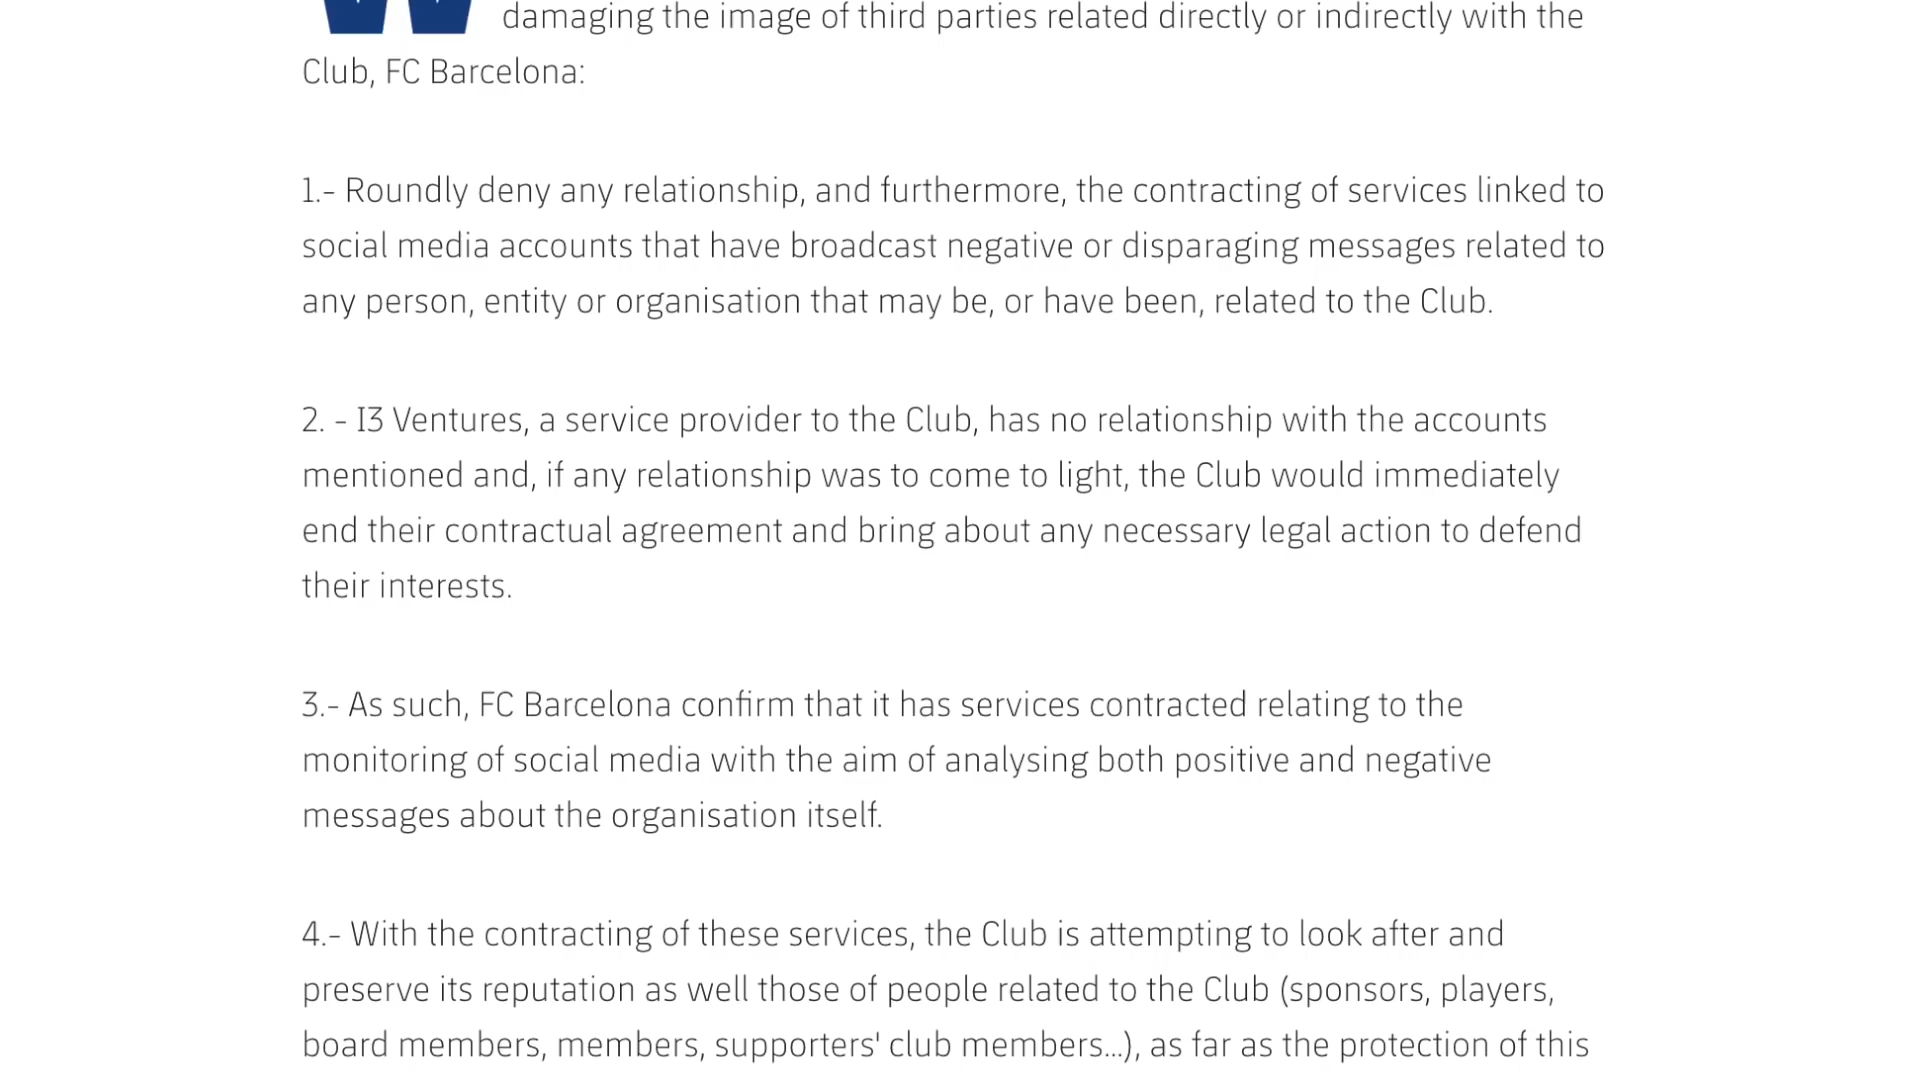 damaging the image of third parties related directly or indirectly with the
Club, FC Barcelona:
1.- Roundly deny any relationship, and furthermore, the contracting of services linked to
social media accounts that have broadcast negative or disparaging messages related to
any person, entity or organisation that may be, or have been, related to the Club.
2. - I3 Ventures, a service provider to the Club, has no relationship with the accounts
mentioned and, if any relationship was to come to light, the Club would immediately
end their contractual agreement and bring about any necessary legal action to defend
their interests.
3.- As such, FC Barcelona confirm that it has services contracted relating to the
monitoring of social media with the aim of analysing both positive and negative
messages about the organisation itself.
4.- With the contracting of these services, the Club is attempting to look after and
preserve its reputation as well those of people related to the Club (sponsors, players,
board members, members, supporters' club members...), as far as the protection of this